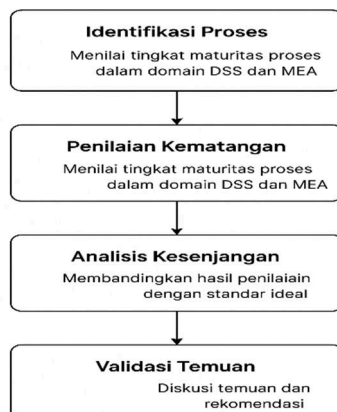 Identifikasi Proses
Menilai tingkat maturitas proses
dalam domain DSS dan MEA
Penilaian Kematangan
Menilai tingkat maturitas proses
dalam domain DSS dan MEA
Analisis Kesenjangan
Membandingkan hasil penilaiain
dengan standar ideal
Validasi Temuan
Diskusi temuan dan
rekomendasi